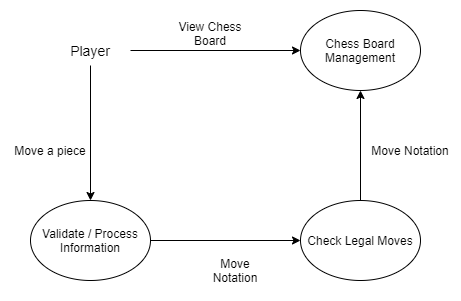 View Chess
Board
Player
Chess Board
Management
Move a piece
Move Notation
Validate / Process
Information
Check Legal Moves
Move
Notation